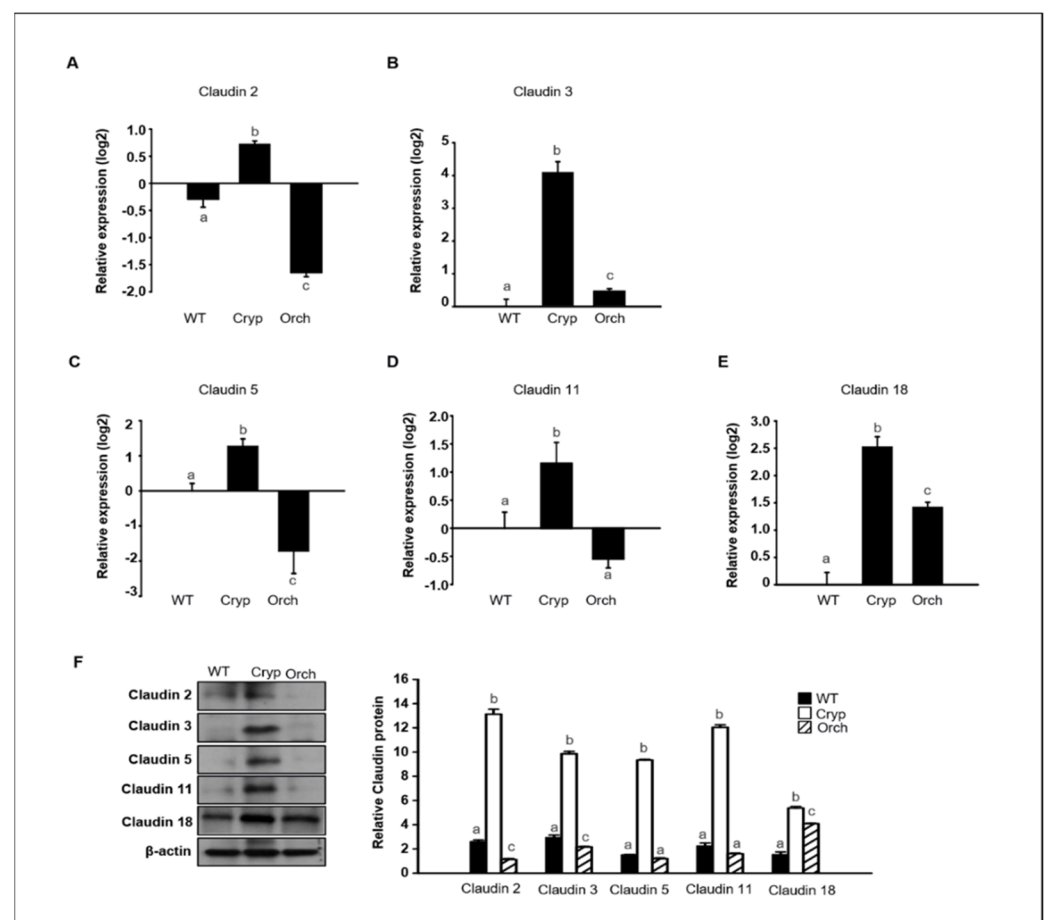 A
Claudin 2
Relative expression (log2)
1.0
0.5
0
-0.5
-1.0
-1.5
-2.0
b
a
c
WT Cryp Orch
B
Claudin 3
Relative expression (log2)
5
4
3
2
1
0
a
b
c
WT Cryp Orch
C
Claudin 5
Relative expression (log2)
2
1
0
-1
-2
-3
a
b
c
WT Cryp Orch
D
Claudin 11
Relative expression (log2)
2.0
1.5
1.0
0.5
0
-0.5
-1.0
a
b
a
WT Cryp Orch
E
Claudin 18
Relative expression (log2)
3.0
2.5
2.0
1.5
1.0
0.5
0
a
b
c
WT Cryp Orch
F
WT Cryp Orch
Claudin 2
Claudin 3
Claudin 5
Claudin 11
Claudin 18
β-actin
Relative Claudin protein
16
14
12
10
8
6
4
2
0
a b c
a b c
a b a
a b a
a b c
WT
Cryp
Orch
Claudin 2 Claudin 3 Claudin 5 Claudin 11 Claudin 18